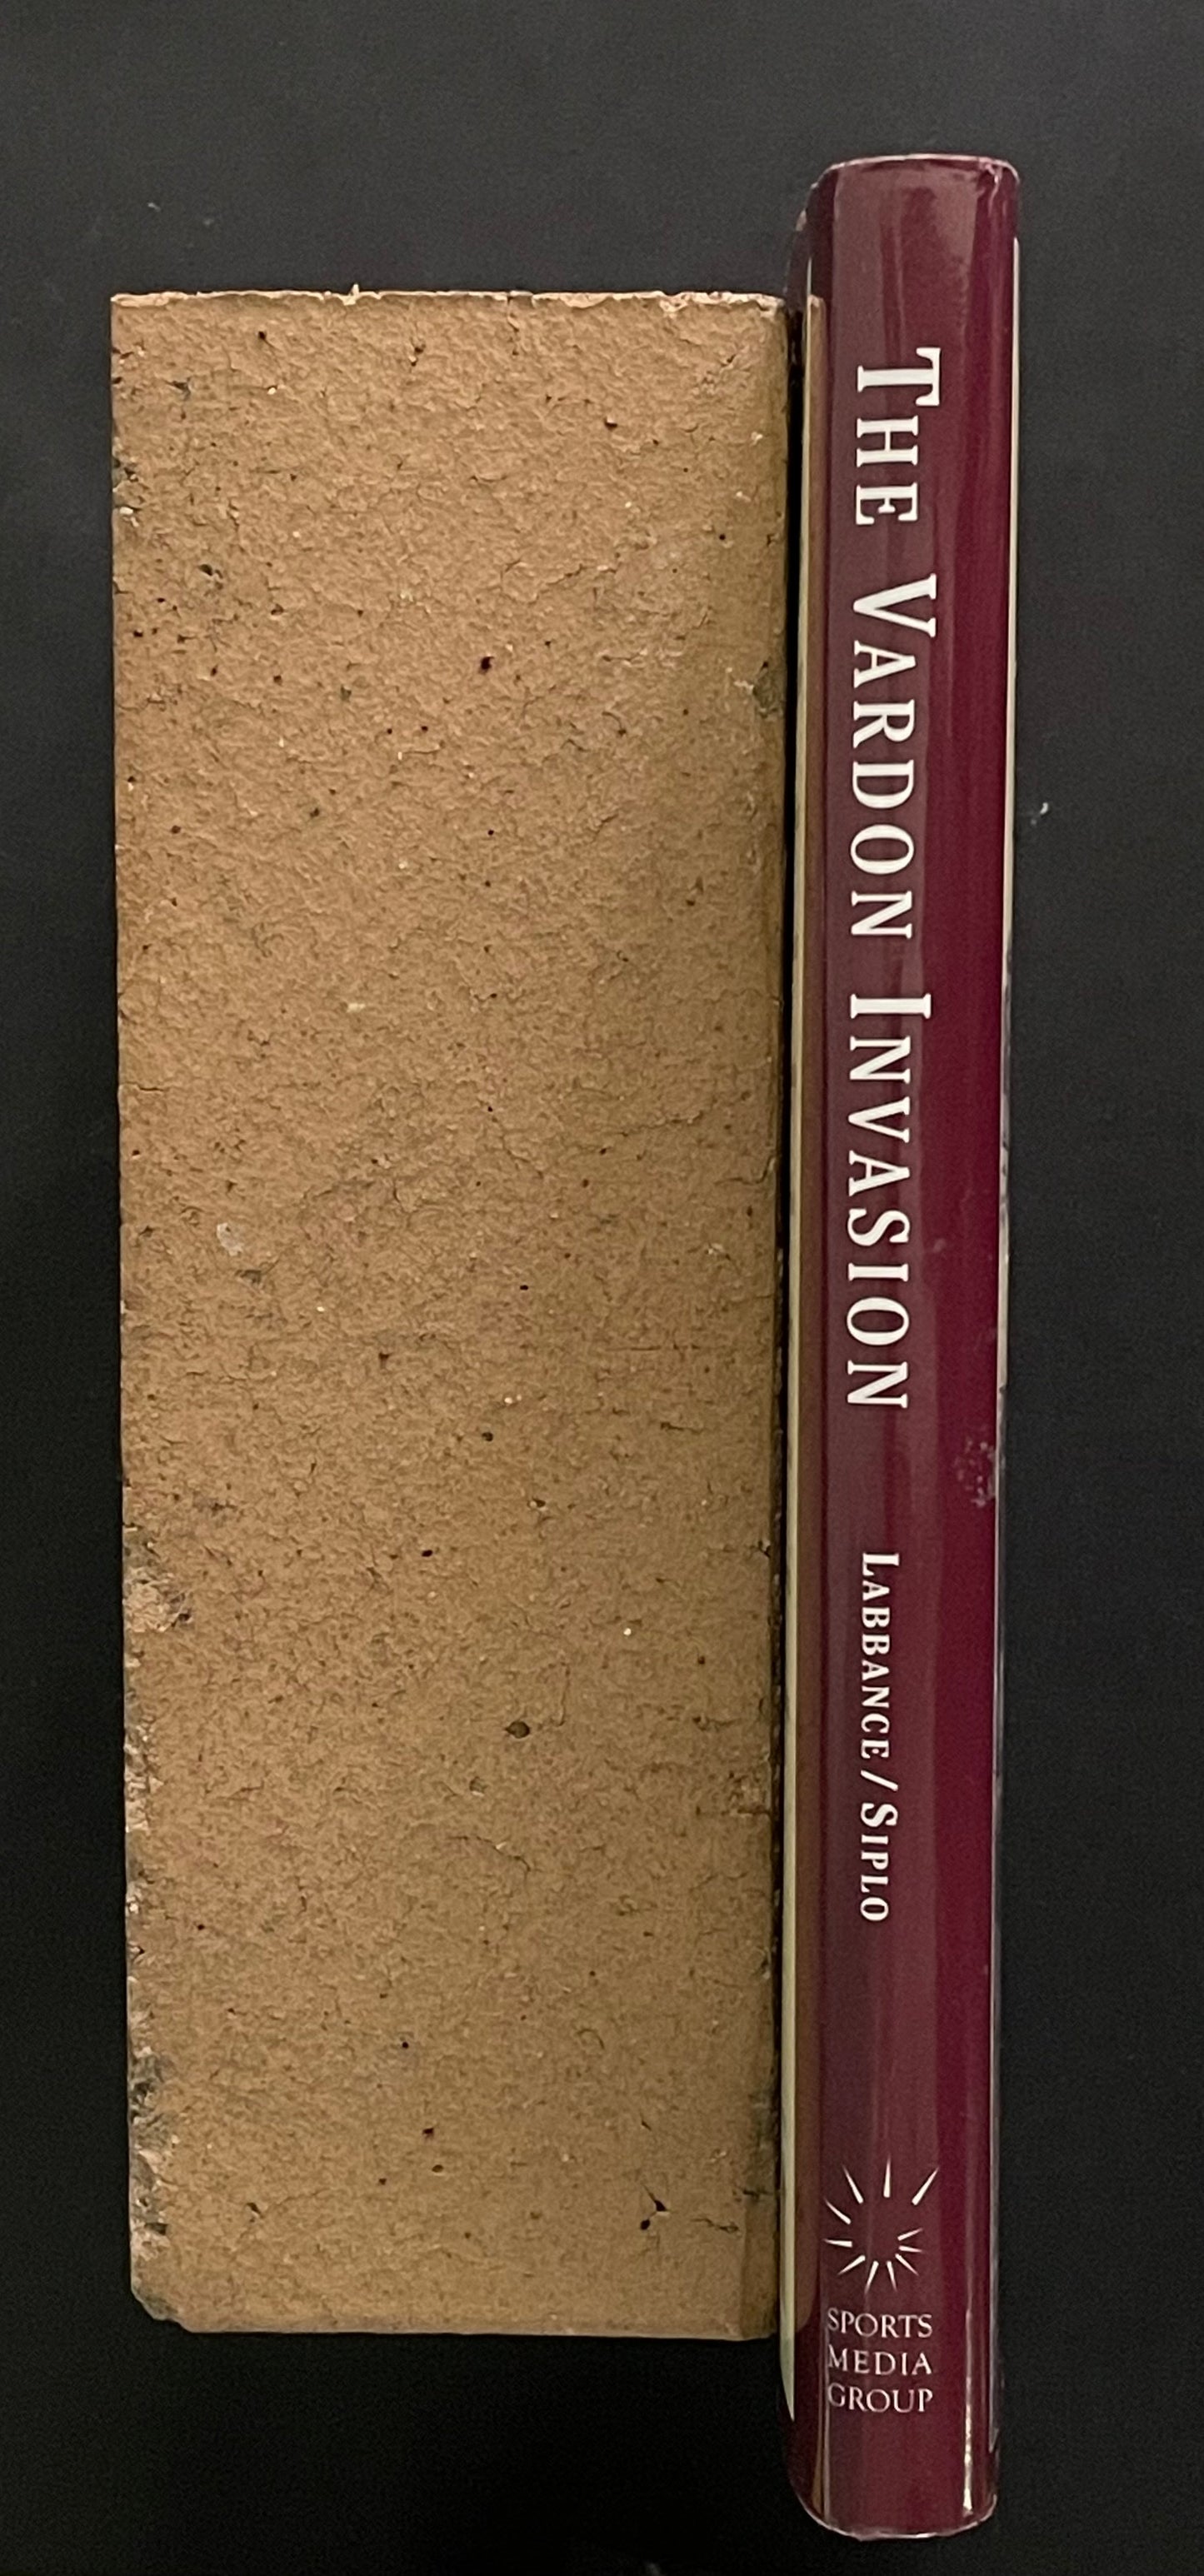 THE VARDON INVASION
LABBANCE/SIPLO
SPORTS
MEDIA
GROUP